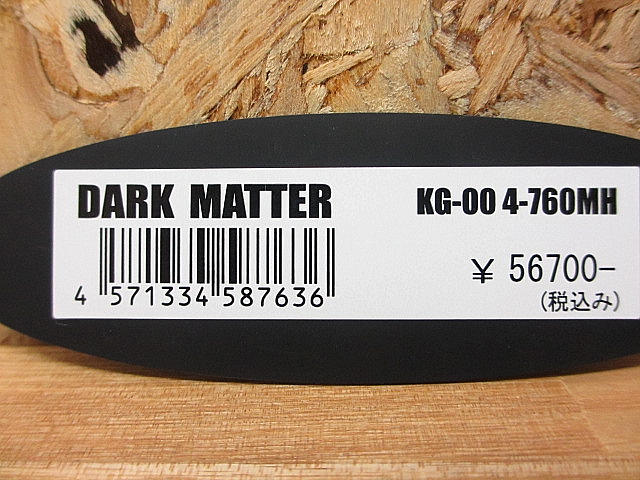 DARK MATTER
KG-00 4-760MH
4 571334 587636
¥ 56700-
(税込み)